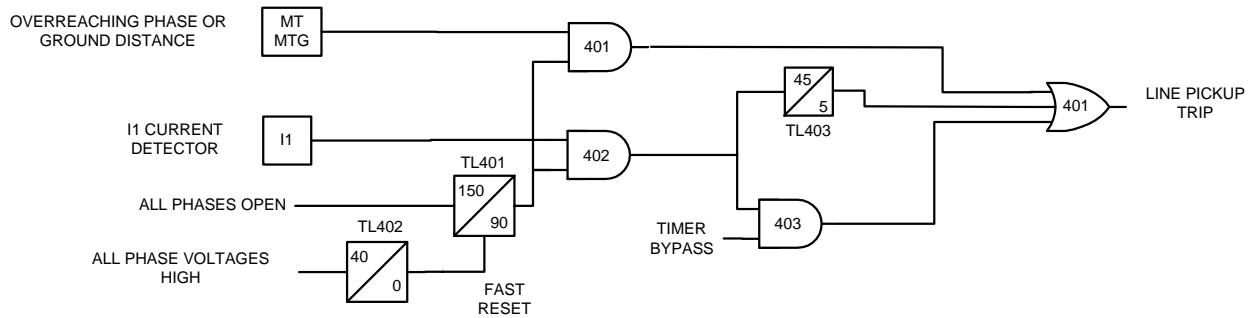 OVERREACHING PHASE OR
GROUND DISTANCE
MT
MTG
401
45
5
TL403
401
LINE PICKUP
TRIP
I1 CURRENT
DETECTOR
I1
402
TL401
150
90
ALL PHASES OPEN
TIMER
BYPASS
403
TL402
ALL PHASE VOLTAGES
HIGH
40
0
FAST
RESET